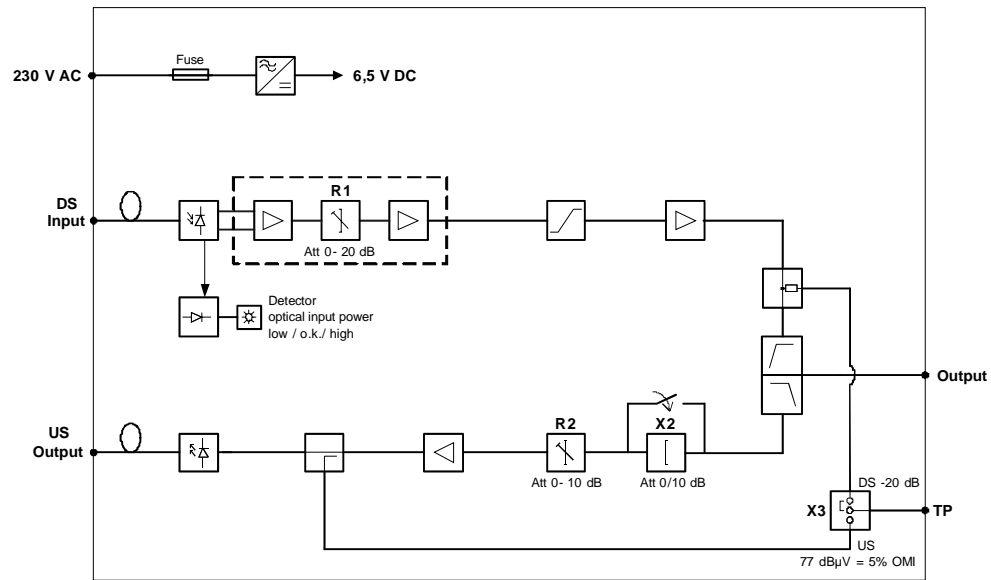 Fuse
230 V AC
6,5 V DC
R1
DS
Input
Att 0- 20 dB
Detector
optical input power
low / o.k./ high
Output
US
Output
R2
X2
Att 0- 10 dB
Att 0/10 dB
DS -20 dB
X3
TP
US
77 dBµV = 5% OMI